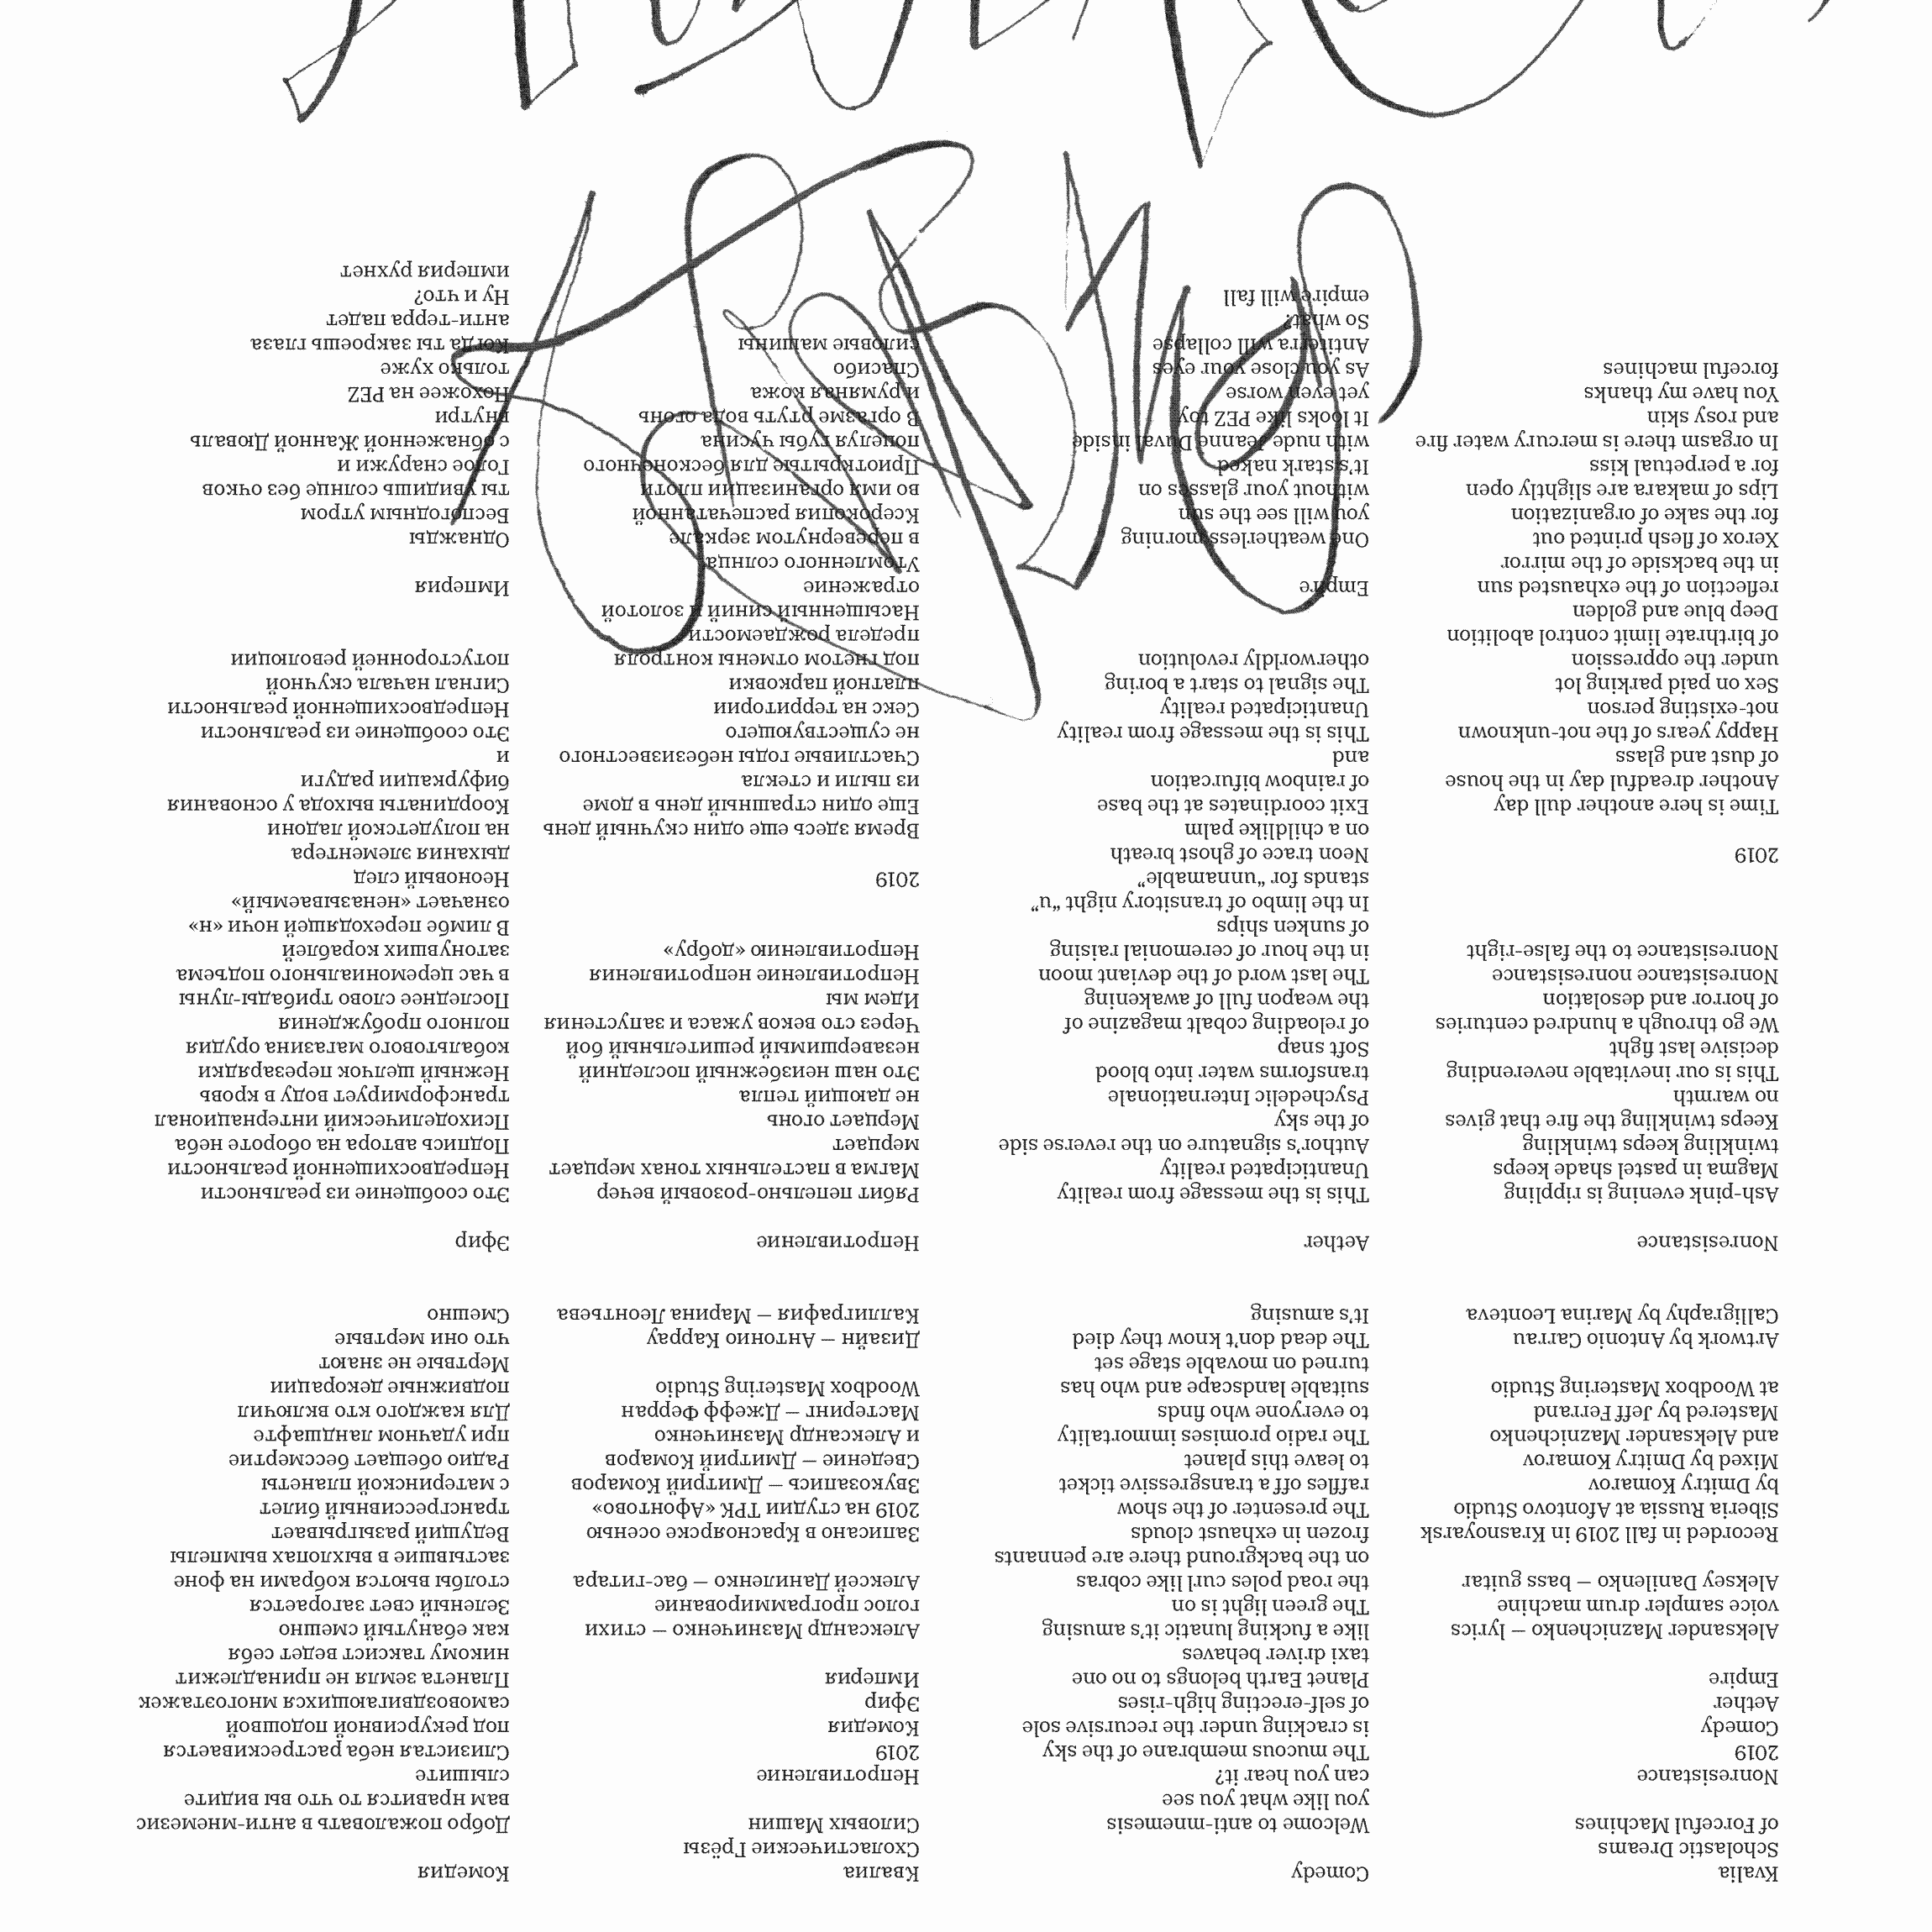 Kvalia
Scholastic Dreams
of Forceful Machines
Nonresistance
2019
Comedy
Aether
Empire
Aleksander Maznichenko – lyrics
voice sampler drum machine
Aleksey Danilenko – bass guitar
Recorded in fall 2019 in Krasnoyarsk
Siberia Russia at Afontovo Studio
by Dmitry Komarov
Mixed by Dmitry Komarov
and Aleksander Maznichenko
Mastered by Jeff Ferrand
at Woodbox Mastering Studio
Artwork by Antonio Carrau
Calligraphy by Marina Leonteva
Nonresistance
Ash-pink evening is rippling
Magma in pastel shade keeps
twinkling keeps twinkling
Keeps twinkling the fire that gives
no warmth
This is our inevitable neverending
decisive last fight
We go through a hundred centuries
of horror and desolation
Nonresistance nonresistance
Nonresistance to the false-right
2019
Time is here another dull day
Another dreadful day in the house
of dust and glass
Happy years of the not-unknown
not-existing person
Sex on paid parking lot
under the oppression
of birthrate limit control abolition
Deep blue and golden
reflection of the exhausted sun
in the backside of the mirror
Xerox of flesh printed out
for the sake of organization
Lips of makara are slightly open
for a perpetual kiss
In orgasm there is mercury water fire
and rosy skin
You have my thanks
forceful machines
Comedy
Welcome to anti-mnemesis
you like what you see
can you hear it?
The mucous membrane of the sky
is cracking under the recursive sole
of self-erecting high-rises
Planet Earth belongs to no one
taxi driver behaves
like a fucking lunatic it’s amusing
The green light is on
the road poles curl like cobras
on the background there are pennants
frozen in exhaust clouds
The presenter of the show
raffles off a transgressive ticket
to leave this planet
The radio promises immortality
to everyone who finds
suitable landscape and who has
turned on movable stage set
The dead don’t know they died
It’s amusing
Aether
This is the message from reality
Unanticipated reality
Author’s signature on the reverse side
of the sky
Psychedelic Internationale
transforms water into blood
Soft snap
of reloading cobalt magazine of
the weapon full of awakening
The last word of the deviant moon
in the hour of ceremonial raising
of sunken ships
In the limbo of transitory night “u”
stands for “unnamable”
Neon trace of ghost breath
on a childlike palm
Exit coordinates at the base
of rainbow bifurcation
and
This is the message from reality
Unanticipated reality
The signal to start a boring
otherworldly revolution
Empire
One weatherless morning
you will see the sun
without your glasses on
It’s stark naked
with nude Jeanne Duval inside
It looks like PEZ toy
yet even worse
As you close your eyes
Antiterra will collapse
So what?
empire will fall
Квалиа
Схоластические Грёзы
Силовых Машин
Непротивление
2019
Комедия
Эфир
Империя
Александр Мазниченко – стихи
голос программирование
Алексей Даниленко – бас-гитара
Записано в Красноярске осенью
2019 на студии ТРК «Афонтово»
Звукозапись – Дмитрий Комаров
Сведение – Дмитрий Комаров
и Александр Мазниченко
Мастеринг – Джефф Ферран
Woodbox Mastering Studio
Дизайн – Антонио Каррау
Каллиграфия – Марина Леонтьева
Непротивление
Рябит пепельно-розовый вечер
Магма в пастельных тонах мерцает
мерцает
Мерцает огонь
не дающий тепла
Это наш неизбежный последний
незавершимый решительный бой
Через сто веков ужаса и запустения
Идем мы
Непротивление непротивления
Непротивлению «добру»
2019
Время здесь еще один скучный день
Еще один страшный день в доме
из пыли и стекла
Счастливые годы небезизвестного
не существующего
Секс на территории
платной парковки
под гнетом отмены контроля
предела рождаемости
Насыщенный синий и золотой
отражение
Утомленного солнца
в перевернутом зеркале
Ксерокопия распечатанной
во имя организации плоти
Приоткрытые для бесконечного
поцелуя губы чусина
В оргазме ртуть вода огонь
и румяная кожа
Спасибо
силовые машины
Комедия
Добро пожаловать в анти-мнемезис
вам нравится то что вы видите
слышите
Слизистая неба растрескивается
под рекурсивной подошвой
самовоздвигающихся многоэтажек
Планета земля не принадлежит
никому таксист ведет себя
как ебанутый смешно
Зеленый свет загорается
столбы вьются кобрами на фоне
застывшие в выхлопах вымпелы
Ведущий разыгрывает
трансгрессивный билет
с материнской планеты
Радио обещает бессмертие
при удачном ландшафте
Для каждого кто включил
подвижные декорации
Мертвые не знают
что они мертвые
Смешно
Эфир
Это сообщение из реальности
Непредвосхищенной реальности
Подпись автора на обороте неба
Психоделический интернационал
трансформирует воду в кровь
Нежный щелчок перезарядки
кобальтового магазина орудия
полного пробуждения
Последнее слово трибады-луны
в час церемониального подъема
затонувших кораблей
В лимбе переходящей ночи «н»
означает «неназываемый»
Неоновый след
дыхания элементера
на полудетской ладони
Координаты выхода у основания
бифуркации радуги
и
Это сообщение из реальности
Непредвосхищенной реальности
Сигнал начала скучной
потусторонней революции
Империя
Однажды
Беспогодным утром
ты увидишь солнце без очков
Голое снаружи и
с обнаженной Жанной Дюваль
внутри
Похожее на PEZ
только хуже
Когда ты закроешь глаза
анти-терра падет
Ну и что?
империя рухнет